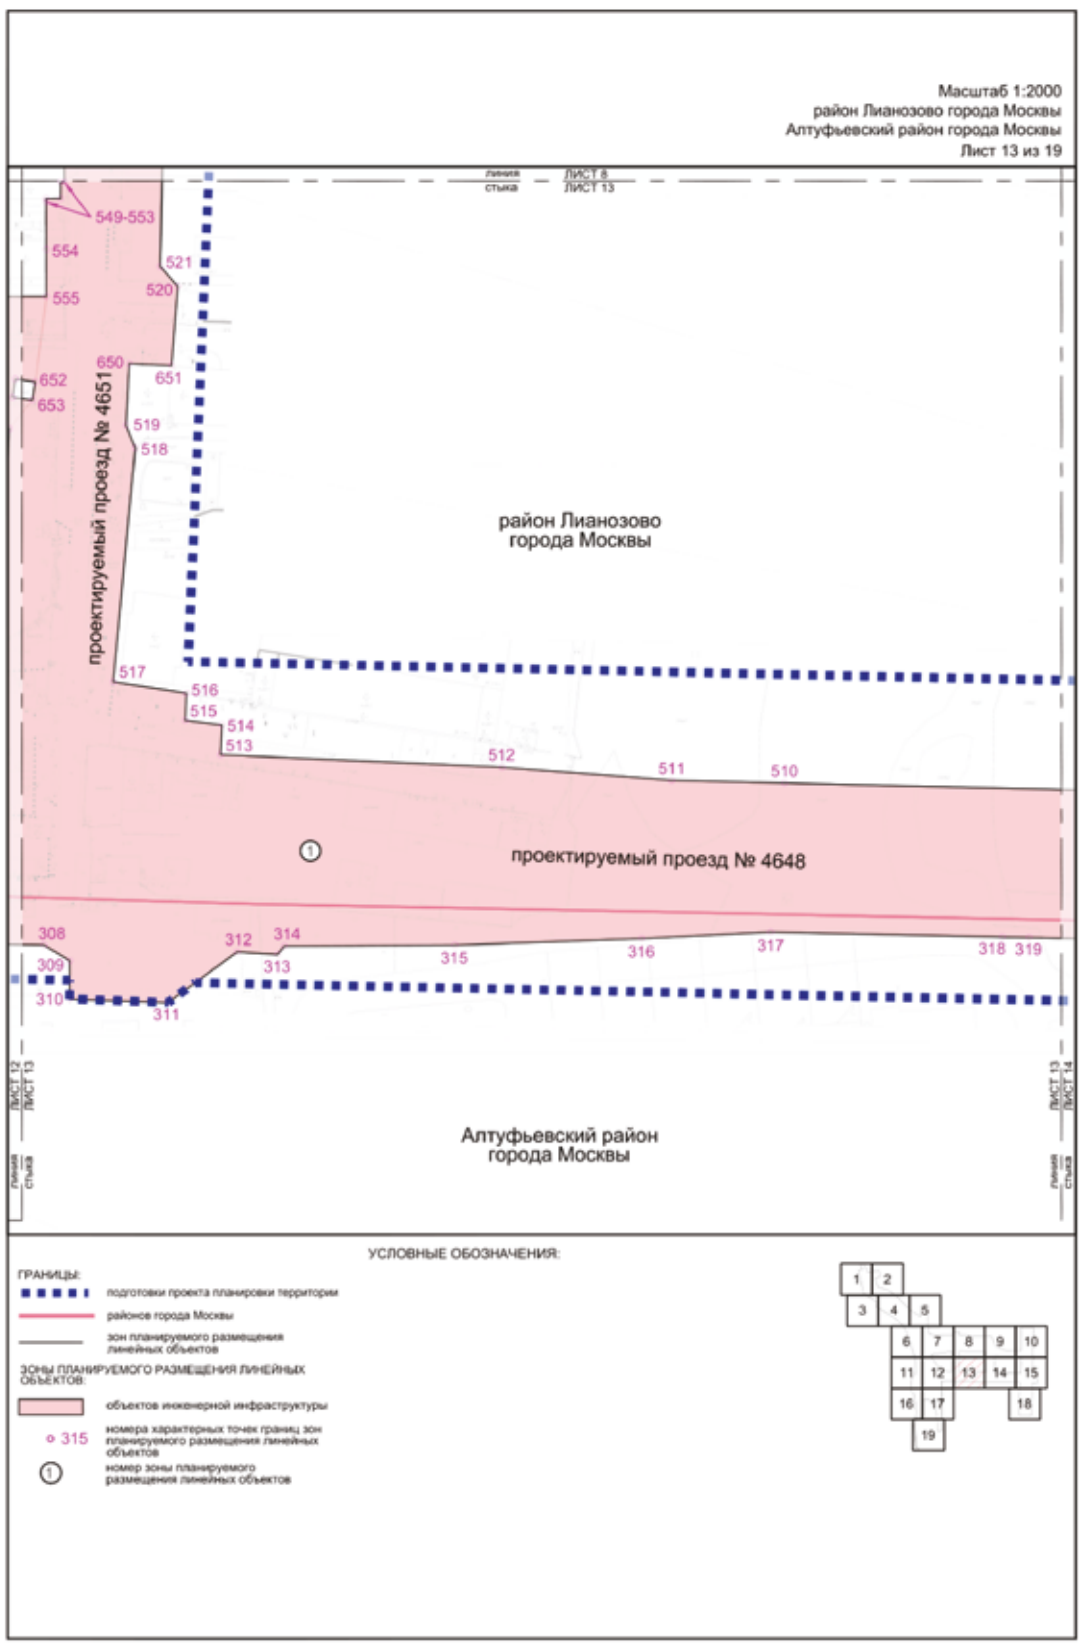 Масштаб 1:2000
район Лианозово города Москвы
Алтуфьевский район города Москвы
Лист 13 из 19
линия ЛИСТ 8
стыка ЛИСТ 13
549-553
554
521
520
555
650
651
652
653
519
518
проектируемый проезд № 4651
район Лианозово
города Москвы
517
516
515
514
513
512
511
510
1
проектируемый проезд № 4648
308
312
314
309
313
315
316
317
318
319
310
311
ЛИСТ 12
ЛИСТ 13
линия
стыка
ЛИСТ 13
ЛИСТ 14
линия
стыка
Алтуфьевский район
города Москвы
УСЛОВНЫЕ ОБОЗНАЧЕНИЯ:
ГРАНИЦЫ:
подготовки проекта планировки территории
районов города Москвы
зон планируемого размещения
линейных объектов
ЗОНЫ ПЛАНИРУЕМОГО РАЗМЕЩЕНИЯ ЛИНЕЙНЫХ
ОБЪЕКТОВ:
объектов инженерной инфраструктуры
315
номера характерных точек границ зон
планируемого размещения линейных
объектов
1
номер зоны планируемого
размещения линейных объектов
1 2
3 4 5
6 7 8 9 10
11 12 13 14 15
16 17 18
19